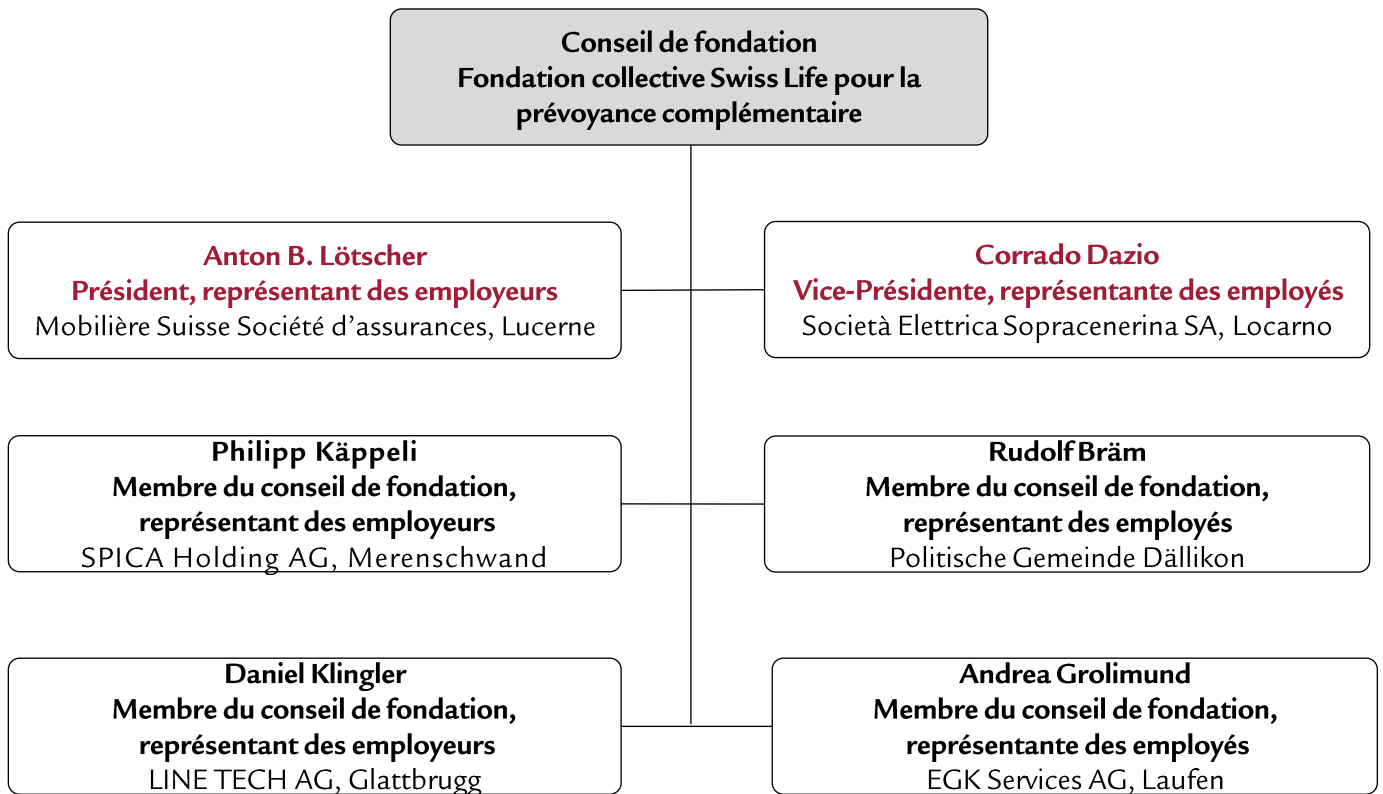 Conseil de fondation
Fondation collective Swiss Life pour la
prévoyance complémentaire
Anton B. Lötscher
Président, représentant des employeurs
Mobilière Suisse Société d’assurances, Lucerne
Corrado Dazio
Vice-Présidente, représentante des employés
Società Elettrica Sopracenerina SA, Locarno
Philipp Käppeli
Membre du conseil de fondation,
représentant des employeurs
SPICA Holding AG, Merenschwand
Rudolf Bräm
Membre du conseil de fondation,
représentant des employés
Politische Gemeinde Dällikon
Daniel Klingler
Membre du conseil de fondation,
représentant des employeurs
LINE TECH AG, Glattbrugg
Andrea Grolimund
Membre du conseil de fondation,
représentante des employés
EGK Services AG, Laufen